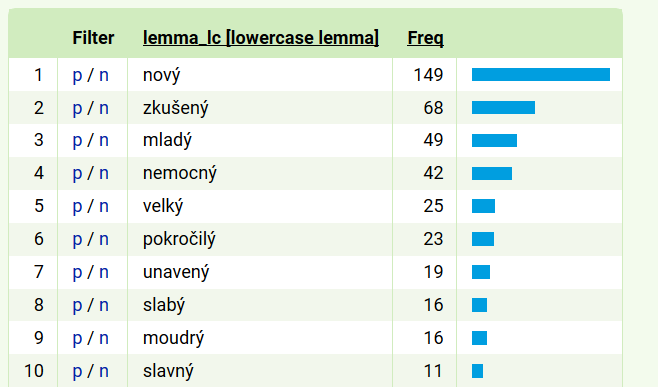 Filter lemma_lc [lowercase lemma] Freq
1 p / n nový 149
2 p / n zkušený 68
3 p / n mladý 49
4 p / n nemocný 42
5 p / n velký 25
6 p / n pokročilý 23
7 p / n unavený 19
8 p / n slabý 16
9 p / n moudrý 16
10 p / n slavný 11